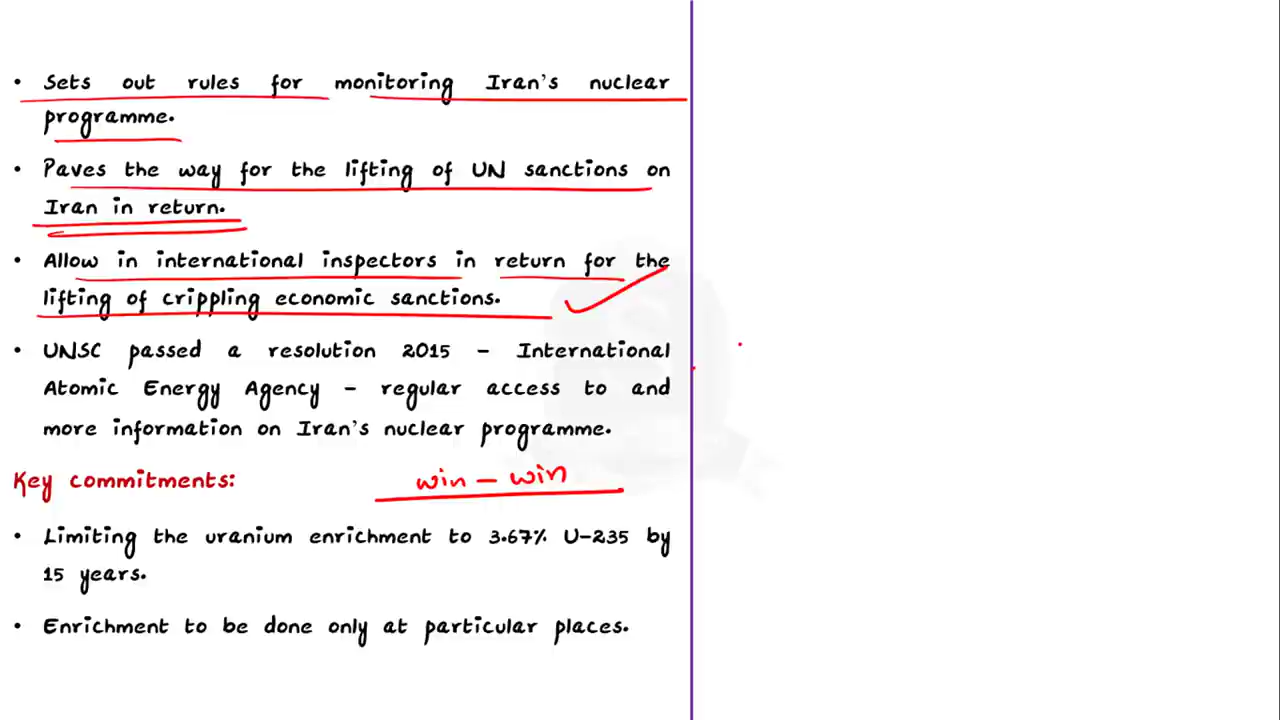 • Sets out rules for monitoring Iran's nuclear
programme.
• Paves the way for the lifting of UN sanctions on
Iran in return.
• Allow in international inspectors in return for the
lifting of crippling economic sanctions.
• UNSC passed a resolution 2015 – International
Atomic Energy Agency – regular access to and
more information on Iran's nuclear programme.
Key commitments:
win – win
• Limiting the uranium enrichment to 3.67% U-235 by
15 years.
• Enrichment to be done only at particular places.